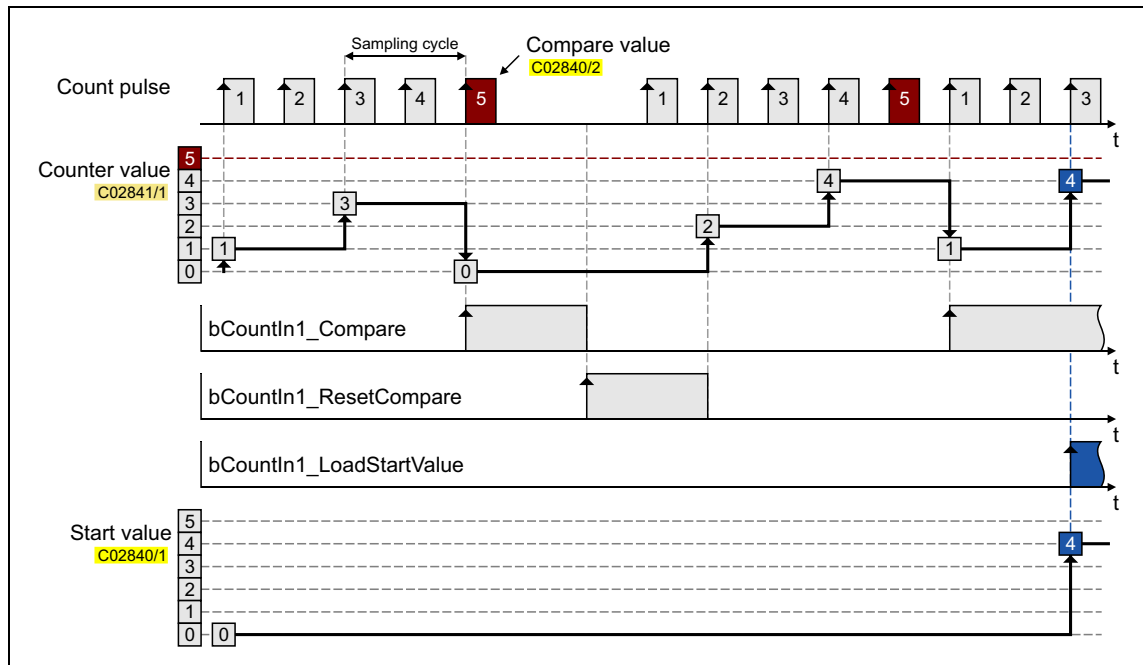 Sampling cycle
Compare value
C02840/2
Count pulse
1 2 3 4 5 1 2 3 4 5 1 2 3
t
Counter value
C02841/1
5
4
3
2
1
0
1 3 0 2 4 1 4
bCountIn1_Compare
t
bCountIn1_ResetCompare
t
bCountIn1_LoadStartValue
t
Start value
C02840/1
5
4
3
2
1
0
0 4